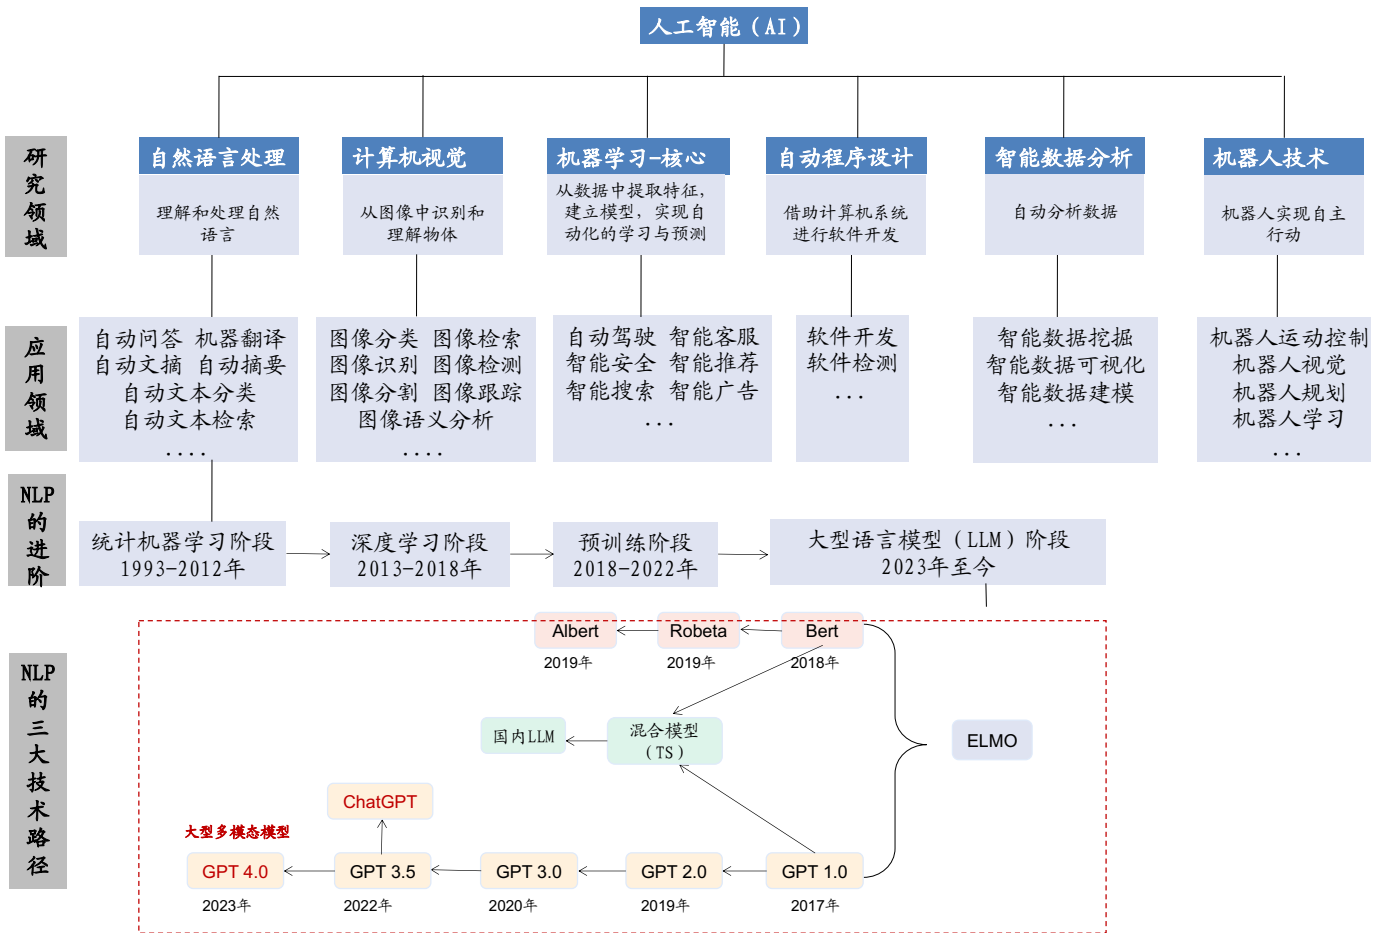 人工智能（AI）
研究领域
自然语言处理
理解和处理自然
语言
计算机视觉
从图像中识别和
理解物体
机器学习-核心
从数据中提取特征，
建立模型，实现自
动化的学习与预测
自动程序设计
借助计算机系统
进行软件开发
智能数据分析
自动分析数据
机器人技术
机器人实现自主
行动
应用领域
自动问答 机器翻译
自动文摘 自动摘要
自动文本分类
自动文本检索
....
图像分类 图像检索
图像识别 图像检测
图像分割 图像跟踪
图像语义分析
....
自动驾驶 智能客服
智能安全 智能推荐
智能搜索 智能广告
...
软件开发
软件检测
...
智能数据挖掘
智能数据可视化
智能数据建模
...
机器人运动控制
机器人视觉
机器人规划
机器人学习
...
NLP的进阶
统计机器学习阶段
1993-2012年
深度学习阶段
2013-2018年
预训练阶段
2018-2022年
大型语言模型（LLM）阶段
2023年至今
NLP的三大技术路径
Albert
Robeta
Bert
2019年
2019年
2018年
国内LLM
混合模型
（TS）
ELMO
ChatGPT
大型多模态模型
GPT 4.0
GPT 3.5
GPT 3.0
GPT 2.0
GPT 1.0
2023年
2022年
2020年
2019年
2017年